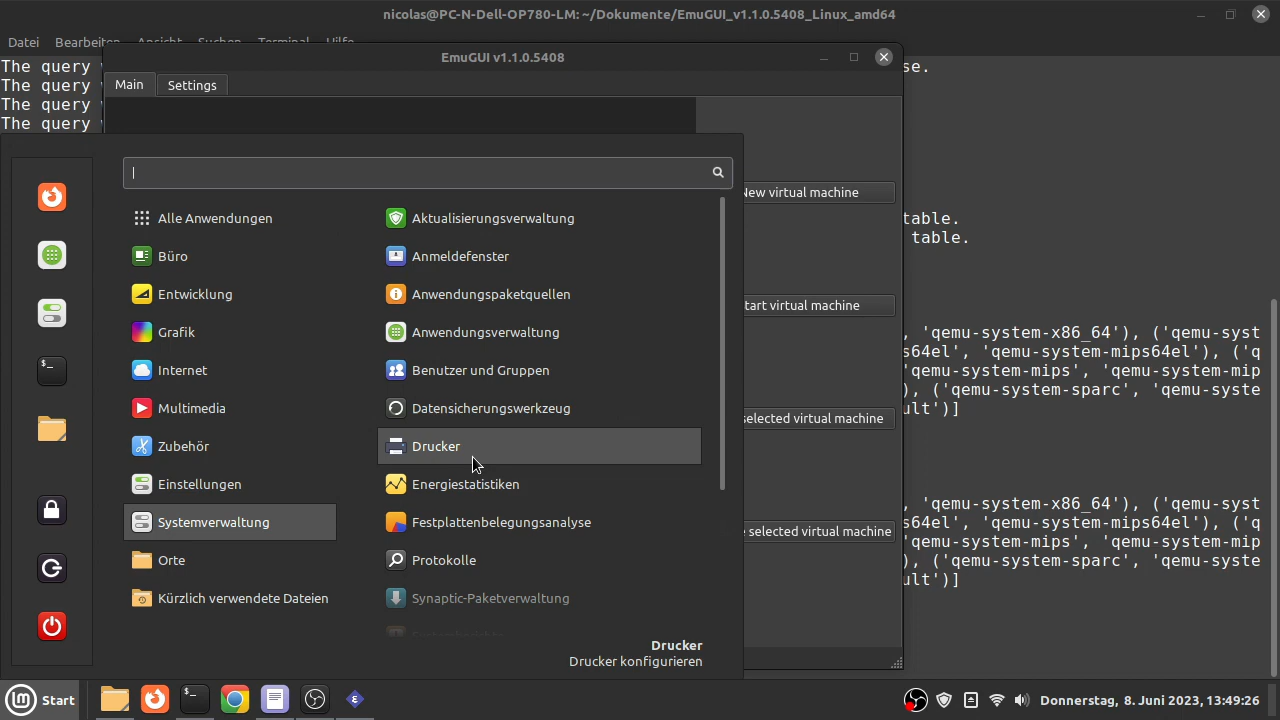 nicolas@PC-N-Dell-OP780-LM: ~/Dokumente/EmuGUI_v1.1.0.5408_Linux_amd64
Datei Bearbeiten Ansicht Suchen Terminal Hilfe
EmuGUI v1.1.0.5408
The query
se.
The query
The query
The query
Main Settings
New virtual machine
table.
table.
Start virtual machine
selected virtual machine
e selected virtual machine
, 'qemu-system-x86_64'), ('qemu-syst
s64el', 'qemu-system-mips64el'), ('q
'qemu-system-mips', 'qemu-system-mip
), ('qemu-system-sparc', 'qemu-syste
ult')]
, 'qemu-system-x86_64'), ('qemu-syst
s64el', 'qemu-system-mips64el'), ('q
'qemu-system-mips', 'qemu-system-mip
), ('qemu-system-sparc', 'qemu-syste
ult')]
Alle Anwendungen
Büro
Entwicklung
Grafik
Internet
Multimedia
Zubehör
Einstellungen
Systemverwaltung
Orte
Kürzlich verwendete Dateien
Aktualisierungsverwaltung
Anmeldefenster
Anwendungspaketquellen
Anwendungsverwaltung
Benutzer und Gruppen
Datensicherungswerkzeug
Drucker
Energiestatistiken
Festplattenbelegungsanalyse
Protokolle
Synaptic-Paketverwaltung
Drucker
Drucker konfigurieren
Start
Donnerstag, 8. Juni 2023, 13:49:26